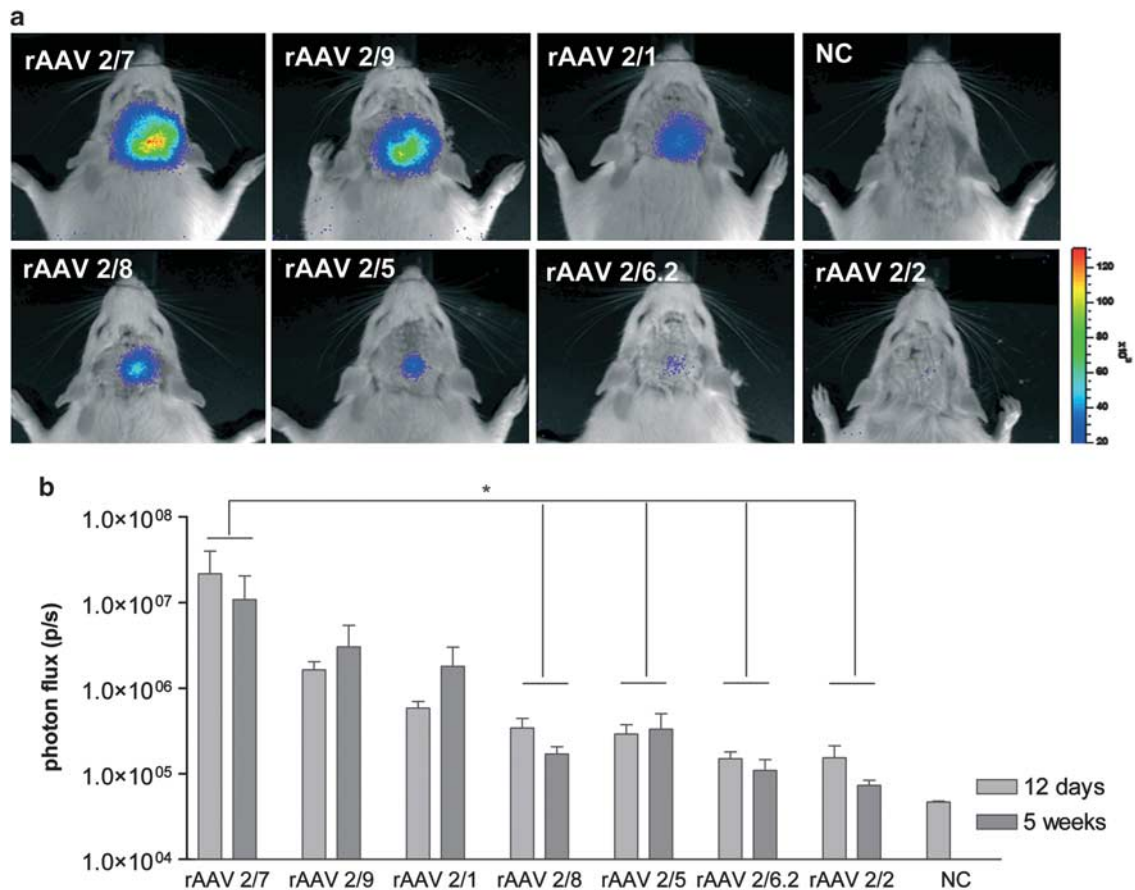 a
rAAV 2/7
rAAV 2/9
rAAV 2/1
NC
rAAV 2/8
rAAV 2/5
rAAV 2/6.2
rAAV 2/2
120
100
80
60
40
20
b
*
1.0×10⁰⁸
1.0×10⁰⁷
1.0×10⁰⁶
1.0×10⁰⁵
1.0×10⁰⁴
photon flux (p/s)
12 days
5 weeks
rAAV 2/7 rAAV 2/9 rAAV 2/1 rAAV 2/8 rAAV 2/5 rAAV 2/6.2 rAAV 2/2 NC